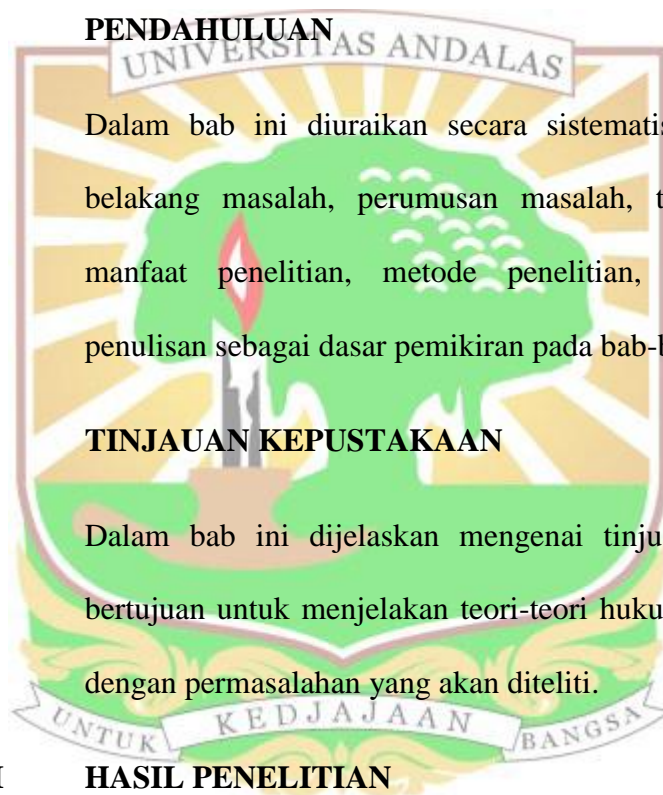 PENDAHULUAN
UNIVERSITAS ANDALAS
Dalam bab ini diuraikan secara sistematis
belakang masalah, perumusan masalah, t
manfaat penelitian, metode penelitian,
penulisan sebagai dasar pemikiran pada bab-b
TINJAUAN KEPUSTAKAAN
Dalam bab ini dijelaskan mengenai tinju
bertujuan untuk menjelakan teori-teori huku
dengan permasalahan yang akan diteliti.
UNTUK KEDJAJAAN BANGSA
I HASIL PENELITIAN